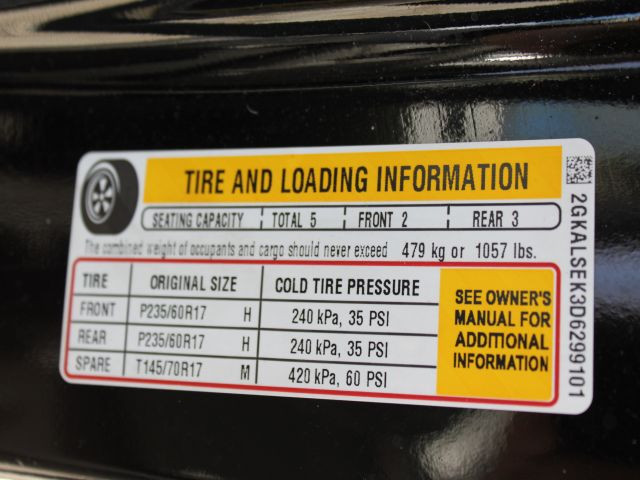 TIRE AND LOADING INFORMATION
SEATING CAPACITY TOTAL 5 FRONT 2 REAR 3
The combined weight of occupants and cargo should never exceed 479 kg or 1057 lbs.
TIRE ORIGINAL SIZE COLD TIRE PRESSURE
FRONT P235/60R17 H 240 kPa, 35 PSI
REAR P235/60R17 H 240 kPa, 35 PSI
SPARE T145/70R17 M 420 kPa, 60 PSI
SEE OWNER'S
MANUAL FOR
ADDITIONAL
INFORMATION
2GKALSEK3D6299101